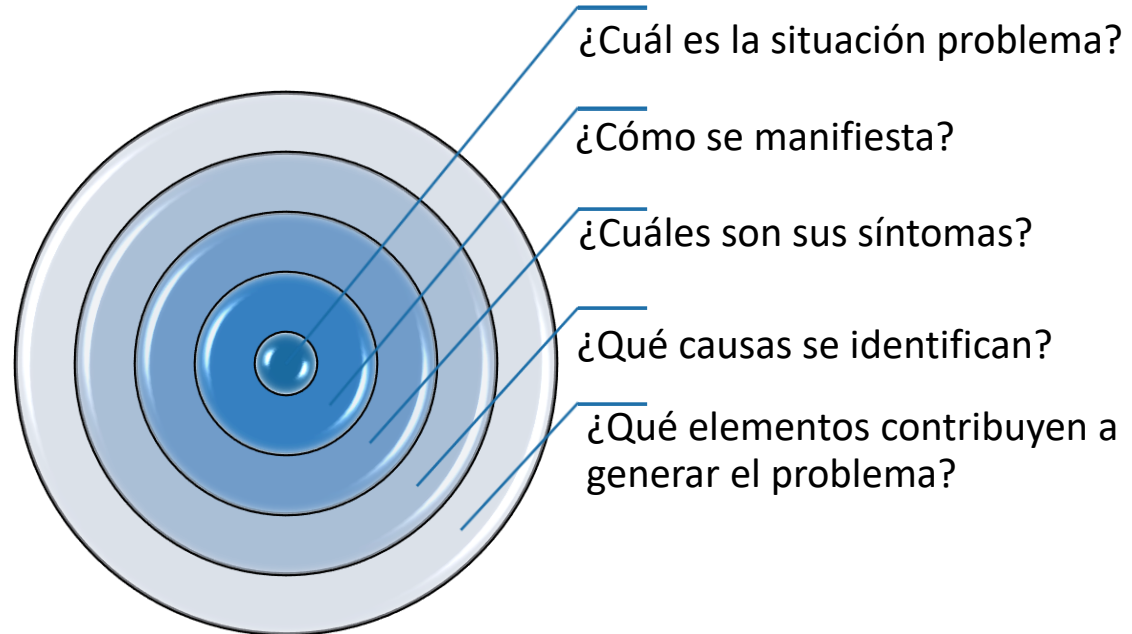 ¿Cuál es la situación problema?
¿Cómo se manifiesta?
¿Cuáles son sus síntomas?
¿Qué causas se identifican?
¿Qué elementos contribuyen a
generar el problema?